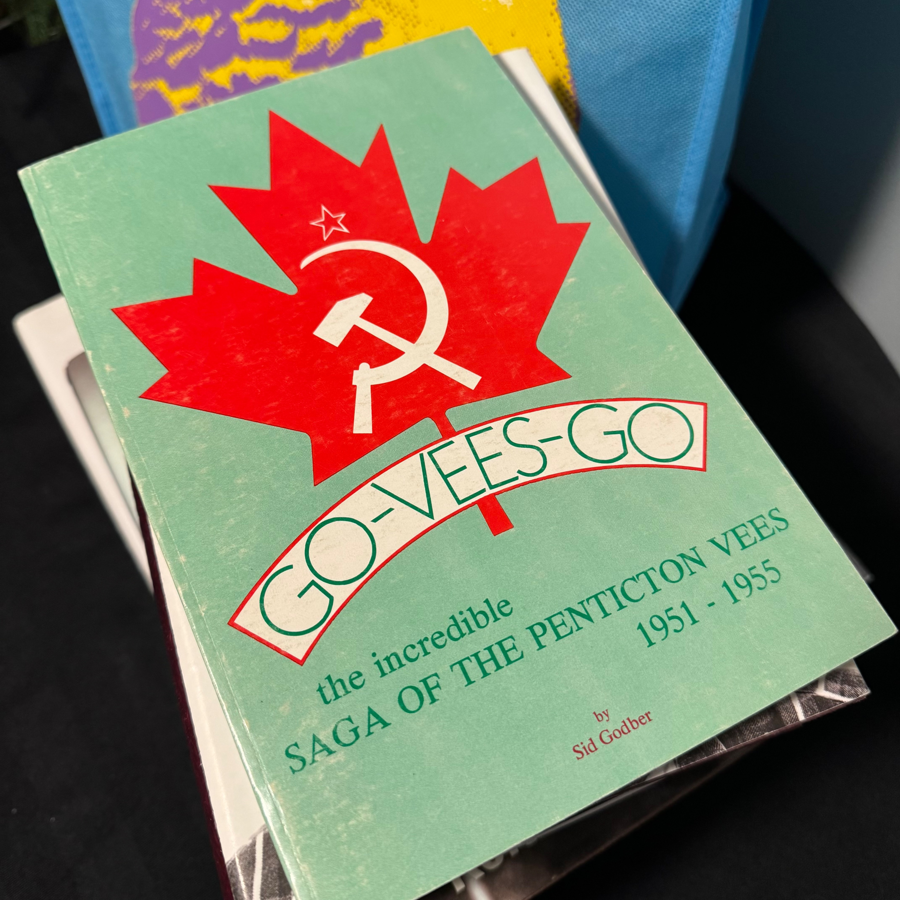 GO-VEES-GO
the incredible
SAGA OF THE PENTICTON VEES
1951 - 1955
by
Sid Godber